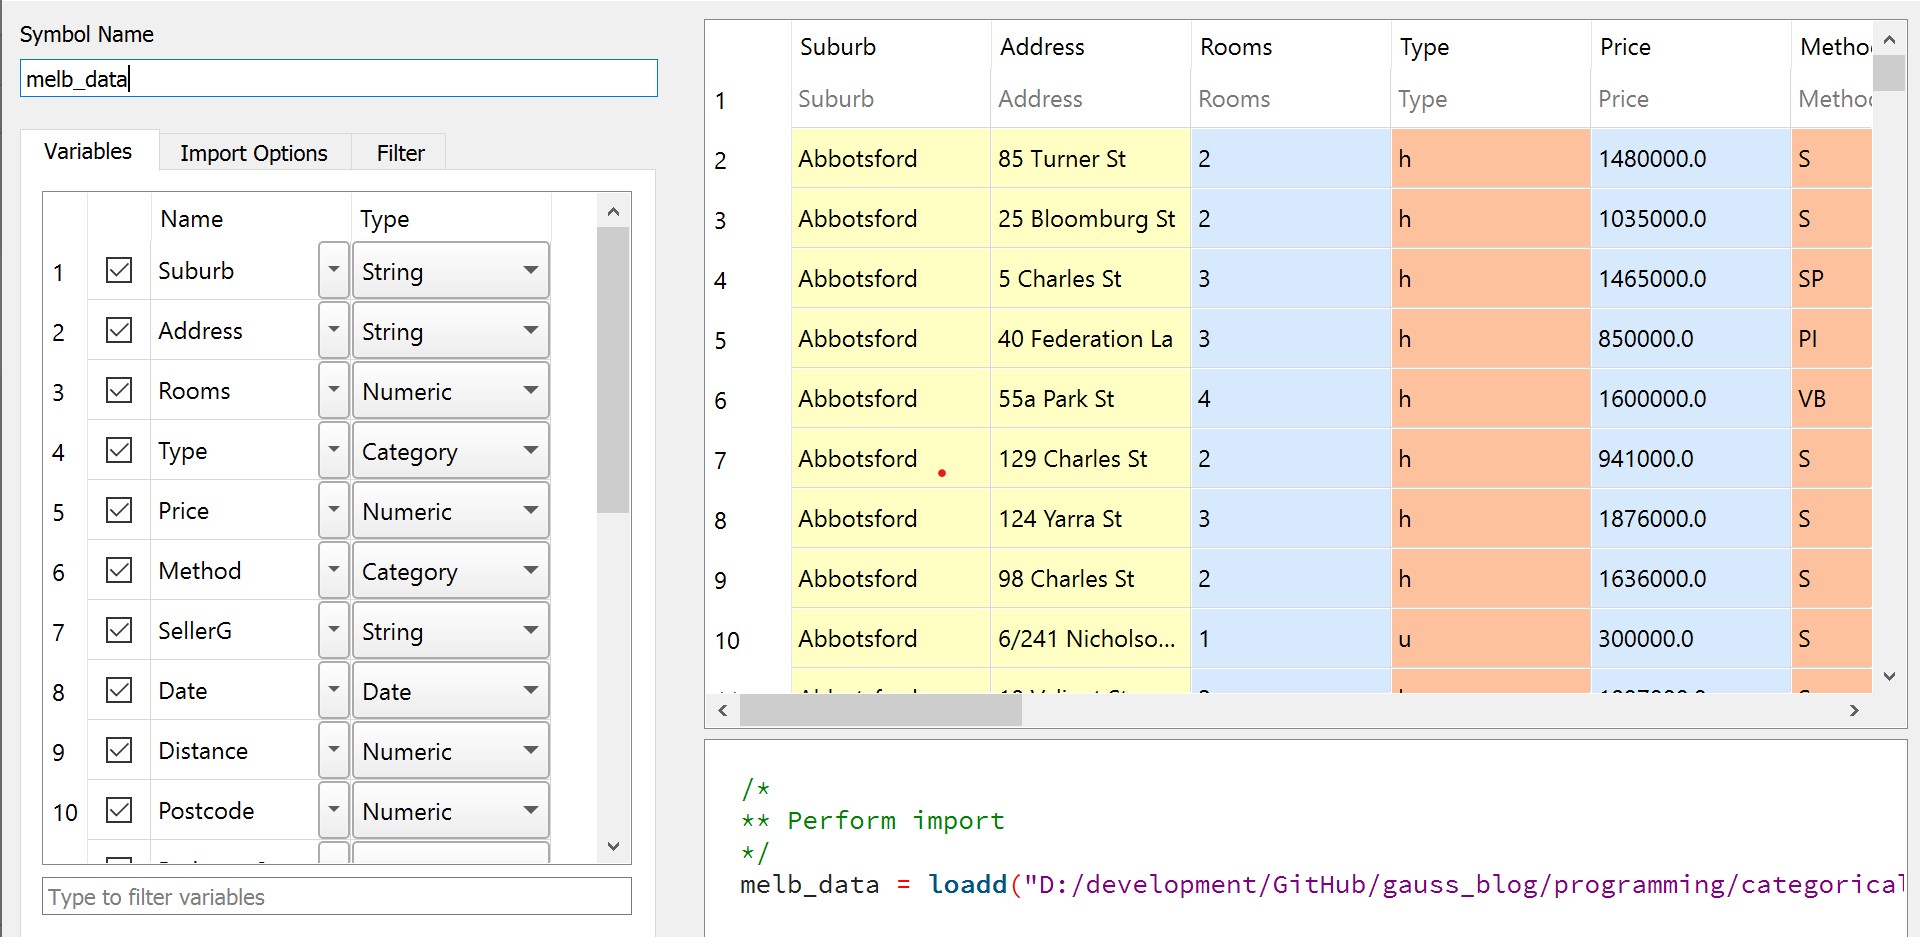 Symbol Name
melb_data
Variables Import Options Filter
Name Type
1 Suburb String
2 Address String
3 Rooms Numeric
4 Type Category
5 Price Numeric
6 Method Category
7 SellerG String
8 Date Date
9 Distance Numeric
10 Postcode Numeric
Type to filter variables
Suburb Address Rooms Type Price Metho
1 Suburb Address Rooms Type Price Metho
2 Abbotsford 85 Turner St 2 h 1480000.0 S
3 Abbotsford 25 Bloomburg St 2 h 1035000.0 S
4 Abbotsford 5 Charles St 3 h 1465000.0 SP
5 Abbotsford 40 Federation La 3 h 850000.0 PI
6 Abbotsford 55a Park St 4 h 1600000.0 VB
7 Abbotsford 129 Charles St 2 h 941000.0 S
8 Abbotsford 124 Yarra St 3 h 1876000.0 S
9 Abbotsford 98 Charles St 2 h 1636000.0 S
10 Abbotsford 6/241 Nicholso... 1 u 300000.0 S
/*
** Perform import
*/
melb_data = loadd("D:/development/GitHub/gauss_blog/programming/categorical